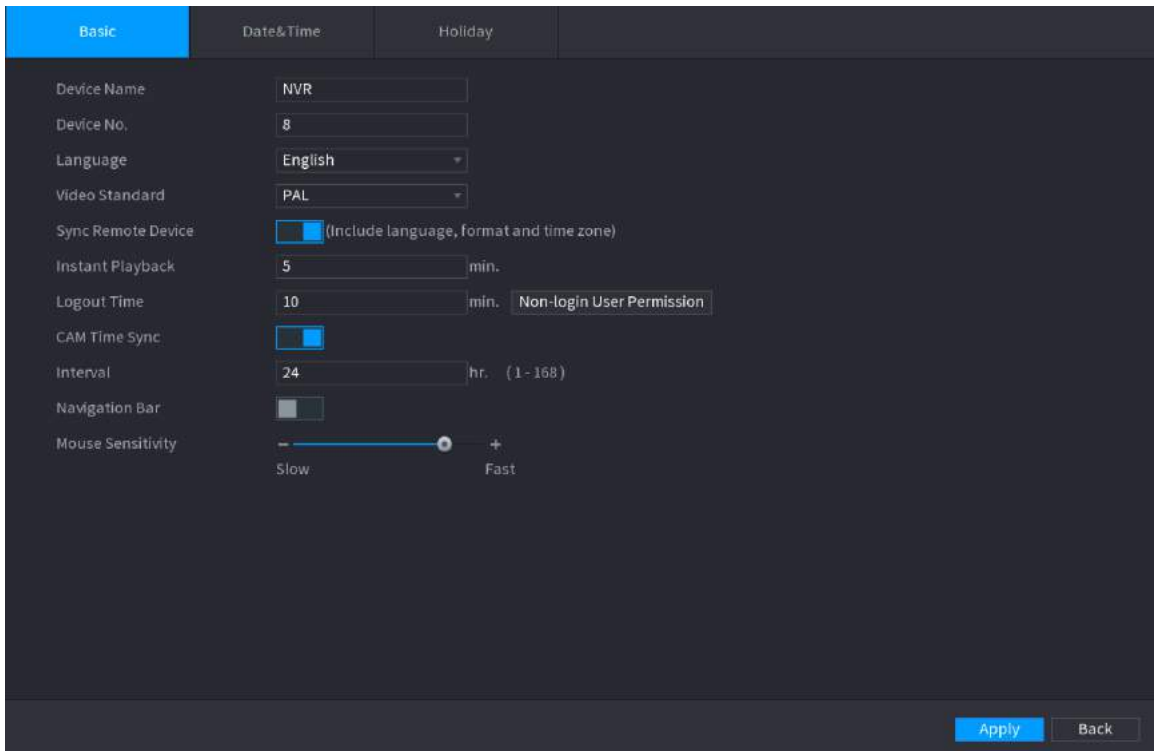 Basic Date&Time Holiday
Device Name NVR
Device No. 8
Language English
Video Standard PAL
Sync Remote Device (Include language, format and time zone)
Instant Playback 5 min.
Logout Time 10 min. Non-login User Permission
CAM Time Sync
Interval 24 hr. (1-168)
Navigation Bar
Mouse Sensitivity - +
Slow Fast
Apply Back